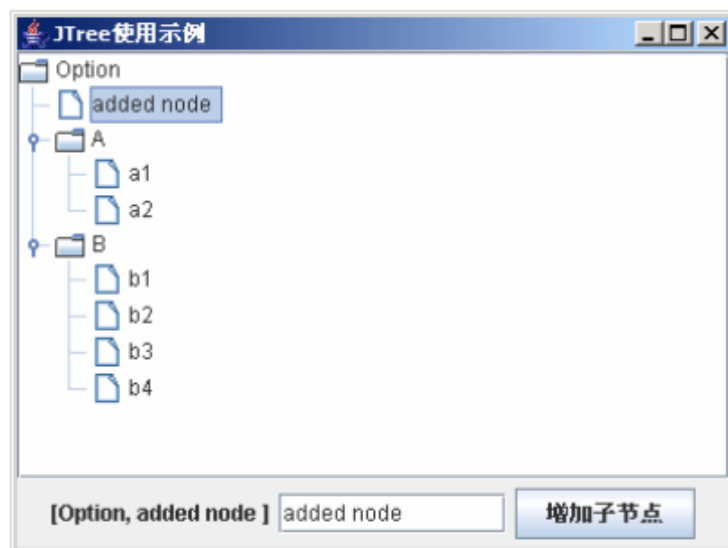 JTree使用示例
Option
added node
A
a1
a2
B
b1
b2
b3
b4
[Option, added node ] added node 增加子节点